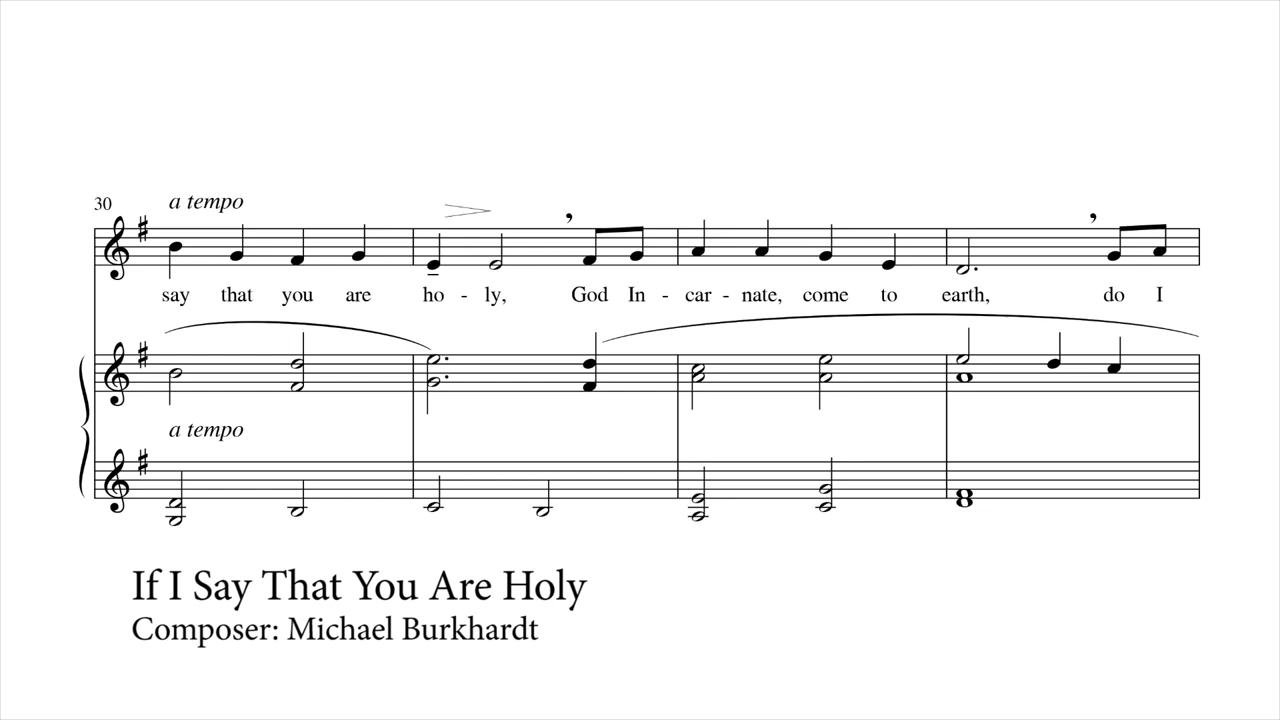 30
a tempo
say that you are ho - ly, God In - car - nate, come to earth, do I
a tempo
If I Say That You Are Holy
Composer: Michael Burkhardt